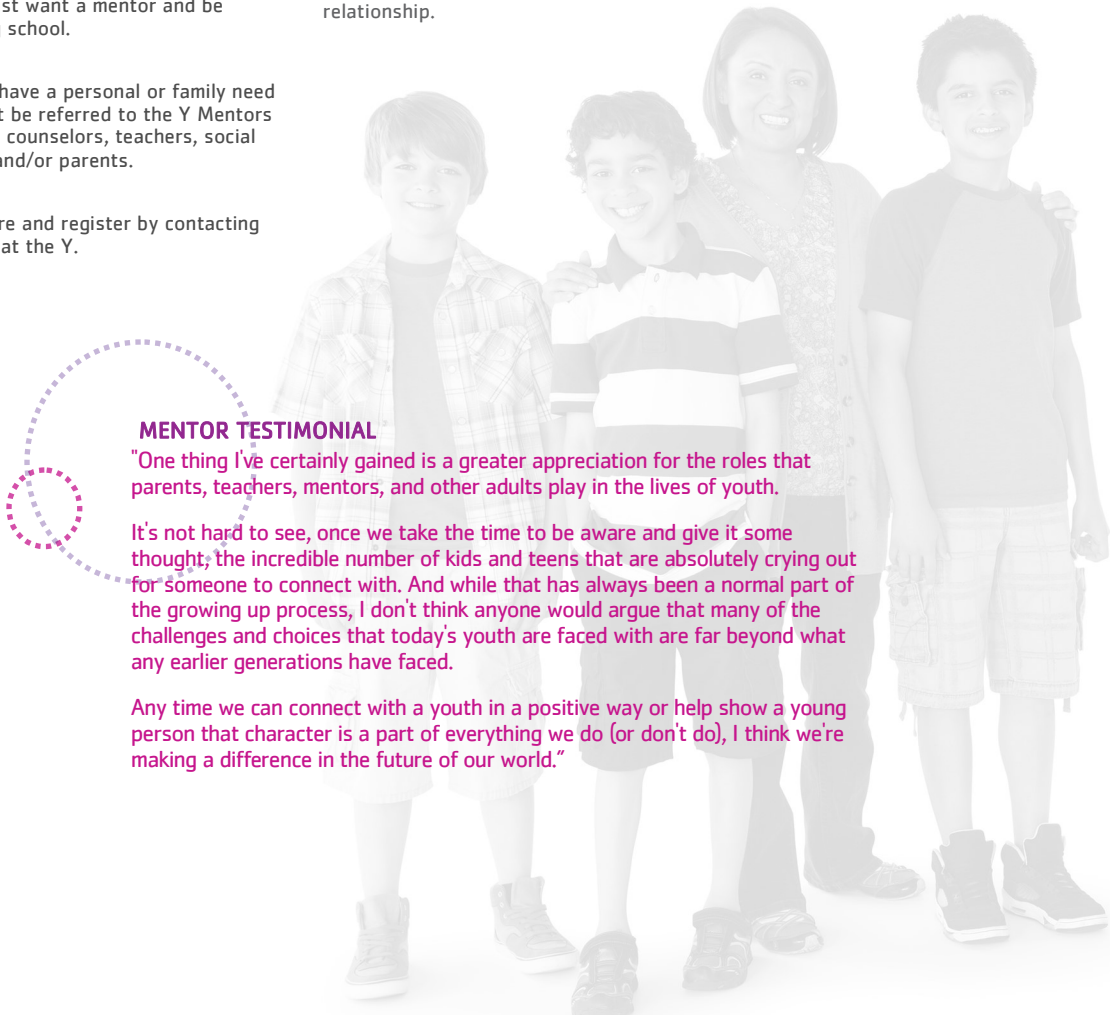 st want a mentor and be
school.
have a personal or family need
be referred to the Y Mentors
counselors, teachers, social
and/or parents.
re and register by contacting
at the Y.
relationship.
MENTOR TESTIMONIAL
"One thing I've certainly gained is a greater appreciation for the roles that
parents, teachers, mentors, and other adults play in the lives of youth.
It's not hard to see, once we take the time to be aware and give it some
thought, the incredible number of kids and teens that are absolutely crying out
for someone to connect with. And while that has always been a normal part of
the growing up process, I don't think anyone would argue that many of the
challenges and choices that today's youth are faced with are far beyond what
any earlier generations have faced.
Any time we can connect with a youth in a positive way or help show a young
person that character is a part of everything we do (or don't do), I think we're
making a difference in the future of our world.”